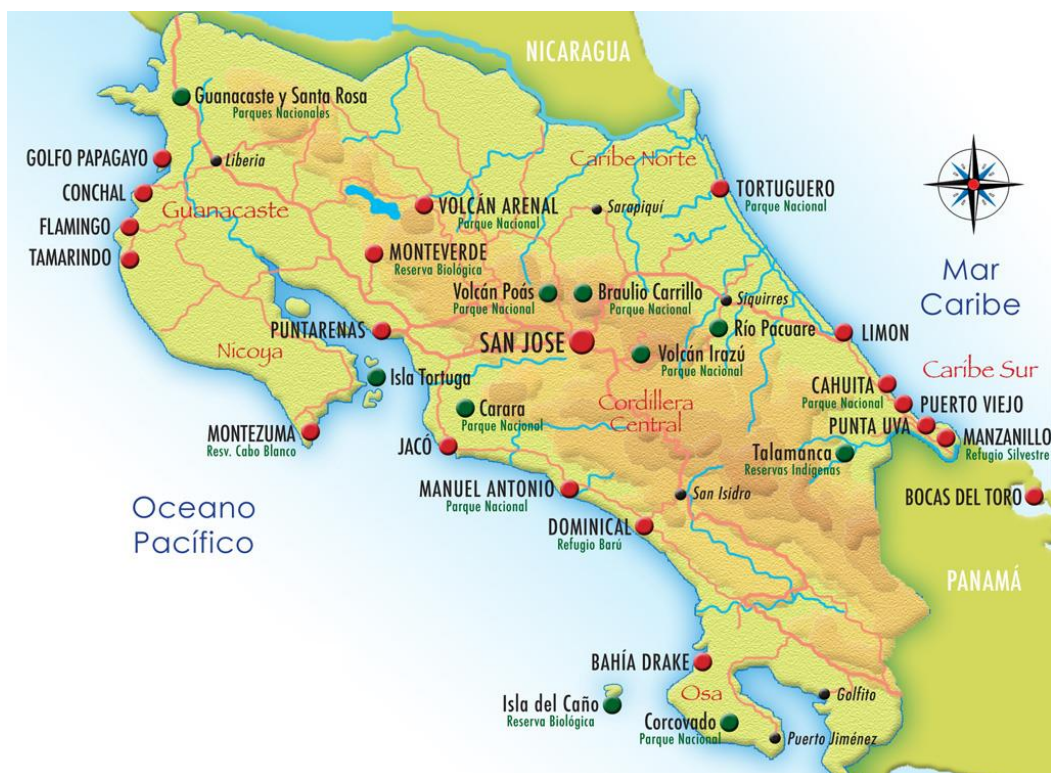 NICARAGUA
Guanacaste y Santa Rosa
Parques Nacionales
GOLFO PAPAGAYO
Liberia
Caribe Norte
CONCHAL
TORTUGUERO
Parque Nacional
Guanacaste
VOLCÁN ARENAL
Parque Nacional
Sarapiquí
FLAMINGO
TAMARINDO
MONTEVERDE
Reserva Biológica
Mar
Caribe
Volcán Poás
Parque Nacional
Braulio Carrillo
Parque Nacional
Siquirres
PUNTARENAS
SAN JOSE
Río Pacuare
LIMON
Nicoya
Volcán Irazú
Parque Nacional
Isla Tortuga
Caribe Sur
CAHUITA
Parque Nacional
Carara
Parque Nacional
Cordillera
Central
PUERTO VIEJO
PUNTA UVA
MONTEZUMA
Resv. Cabo Blanco
JACÓ
MANZANILLO
Refugio Silvestre
Talamanca
Reservas Indígenas
MANUEL ANTONIO
Parque Nacional
San Isidro
BOCAS DEL TORO
Oceano
Pacífico
DOMINICAL
Refugio Barú
PANAMÁ
BAHÍA DRAKE
Osa
Golfito
Isla del Caño
Reserva Biológica
Corcovado
Parque Nacional
Puerto Jiménez